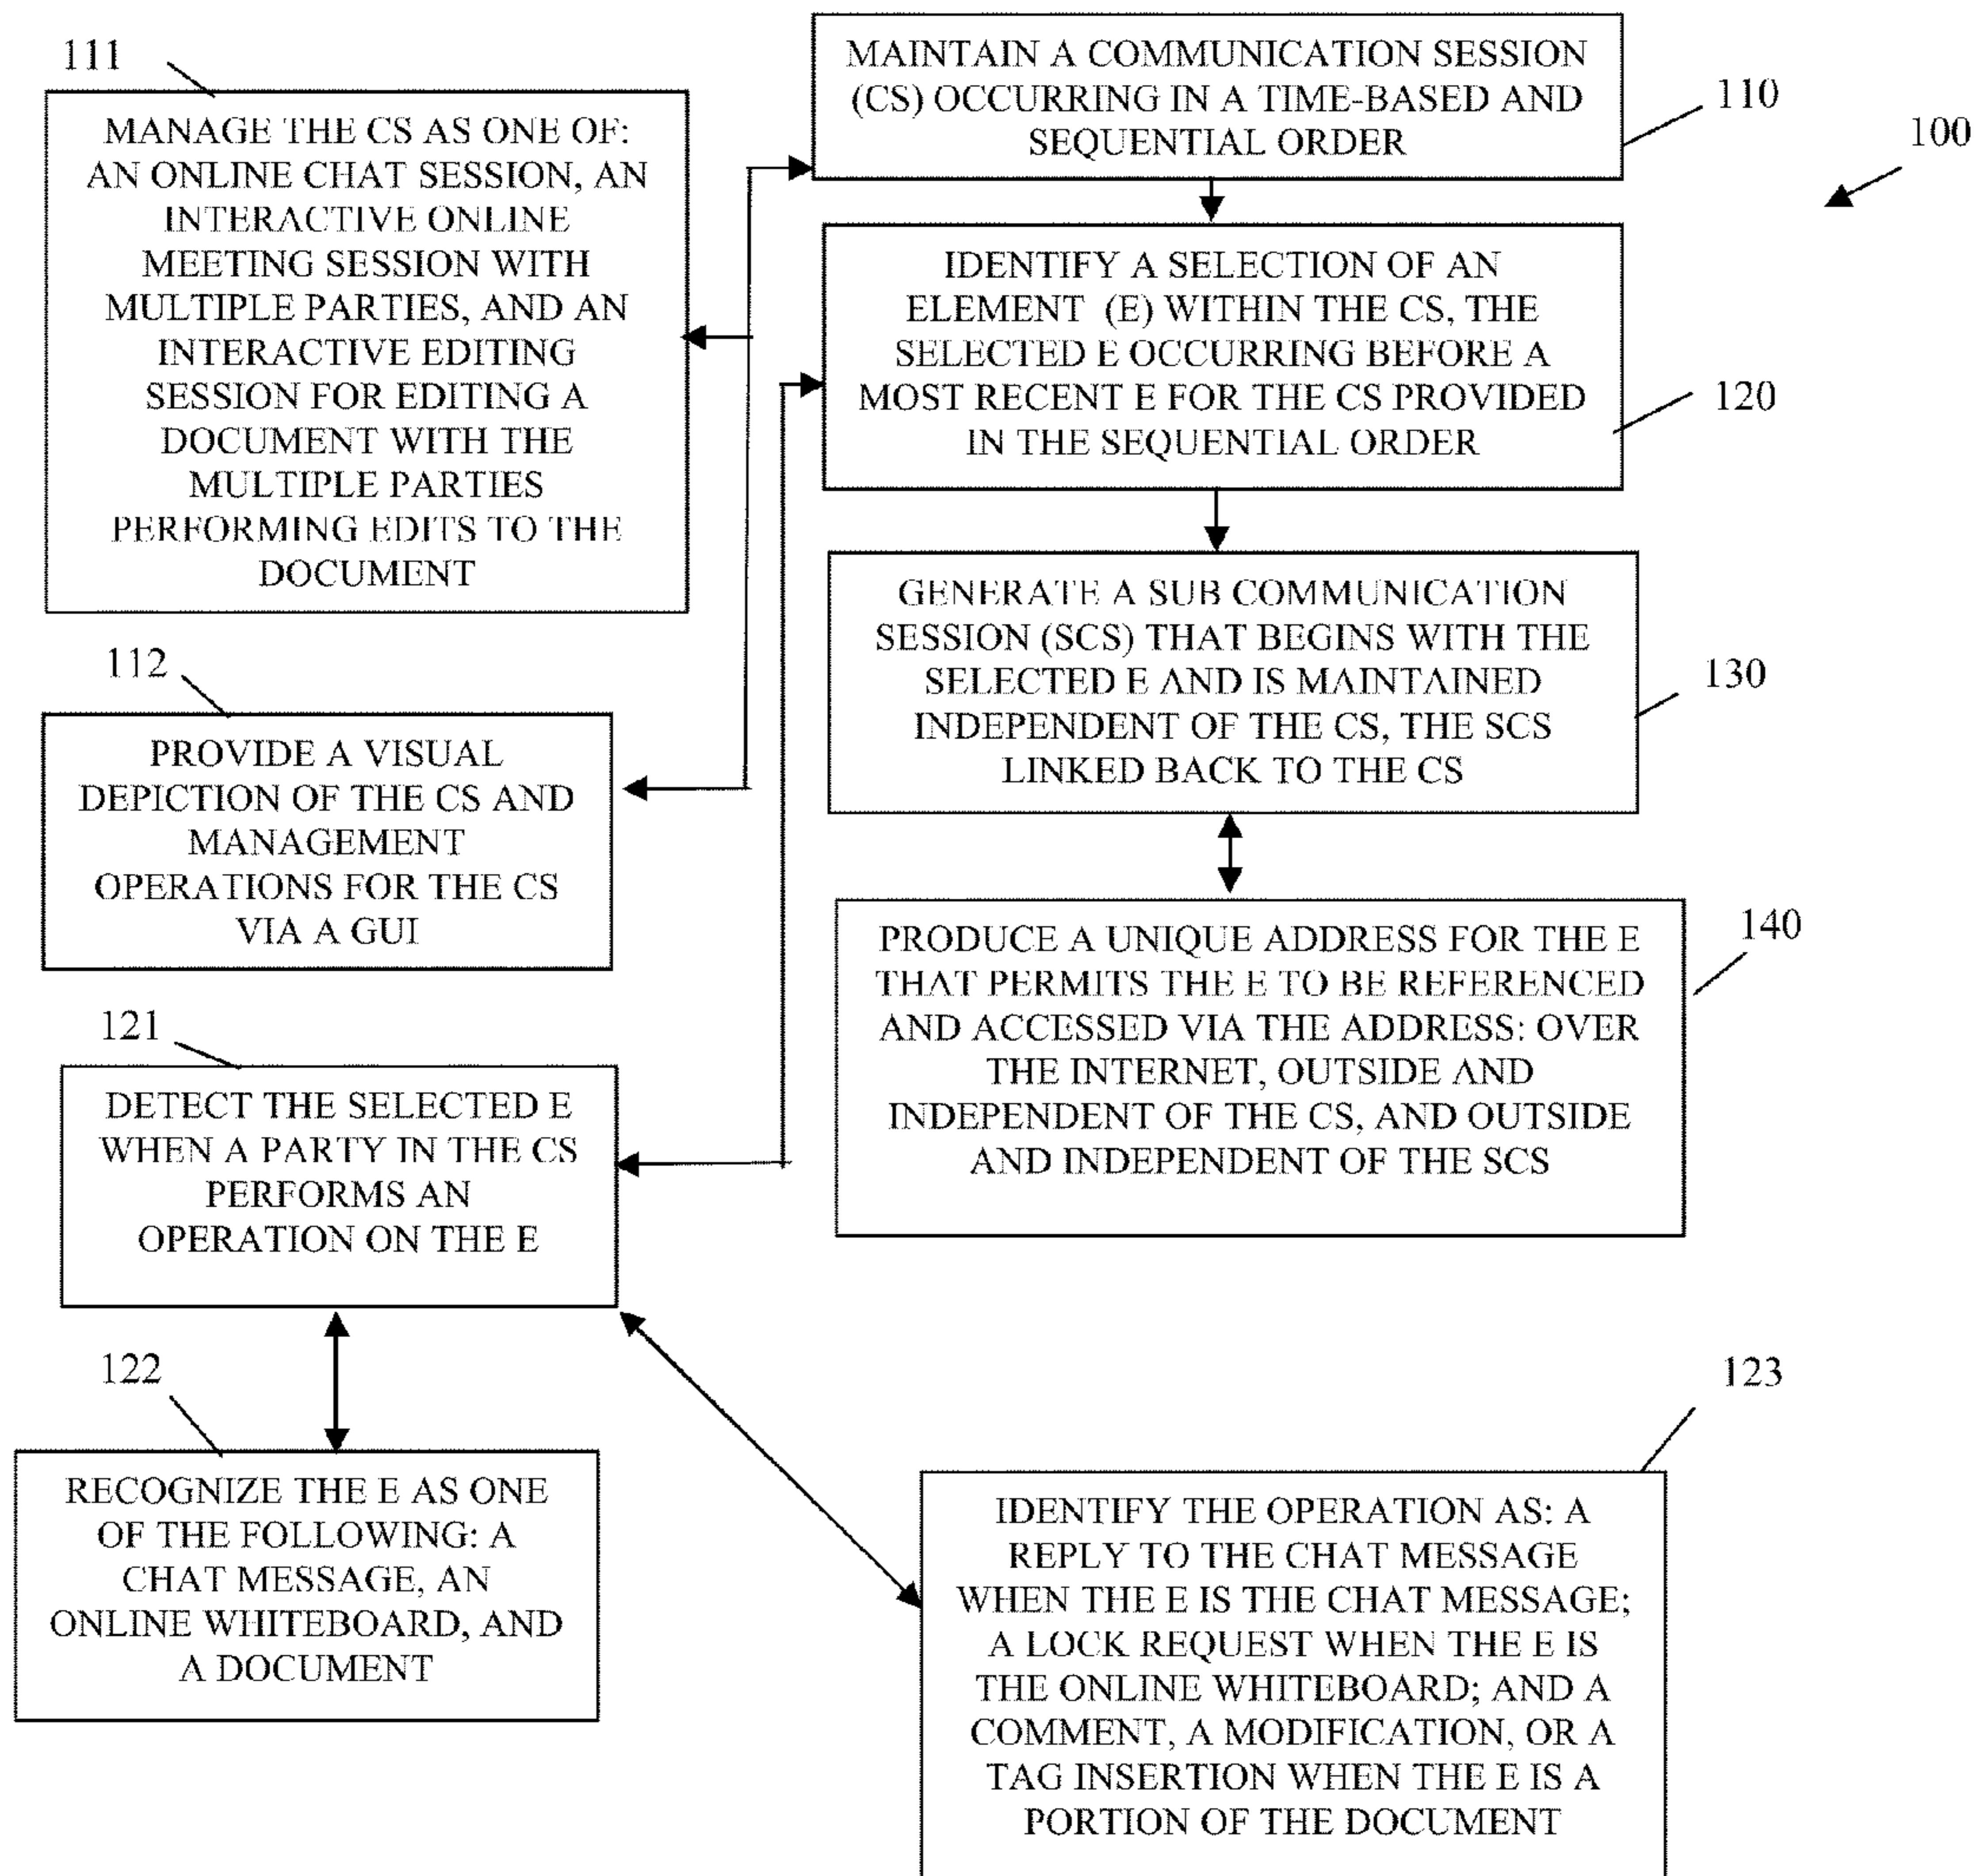 111
MANAGE THE CS AS ONE OF:
AN ONLINE CHAT SESSION, AN
INTERACTIVE ONLINE
MEETING SESSION WITH
MULTIPLE PARTIES, AND AN
INTERACTIVE EDITING
SESSION FOR EDITING A
DOCUMENT WITH THE
MULTIPLE PARTIES
PERFORMING EDITS TO THE
DOCUMENT
MAINTAIN A COMMUNICATION SESSION
(CS) OCCURRING IN A TIME-BASED AND
SEQUENTIAL ORDER
110
100
IDENTIFY A SELECTION OF AN
ELEMENT (E) WITHIN THE CS, THE
SELECTED E OCCURRING BEFORE A
MOST RECENT E FOR THE CS PROVIDED
IN THE SEQUENTIAL ORDER
120
GENERATE A SUB COMMUNICATION
SESSION (SCS) THAT BEGINS WITH THE
SELECTED E AND IS MAINTAINED
INDEPENDENT OF THE CS, THE SCS
LINKED BACK TO THE CS
130
112
PROVIDE A VISUAL
DEPICTION OF THE CS AND
MANAGEMENT
OPERATIONS FOR THE CS
VIA A GUI
PRODUCE A UNIQUE ADDRESS FOR THE E
THAT PERMITS THE E TO BE REFERENCED
AND ACCESSED VIA THE ADDRESS: OVER
THE INTERNET, OUTSIDE AND
INDEPENDENT OF THE CS, AND OUTSIDE
AND INDEPENDENT OF THE SCS
140
121
DETECT THE SELECTED E
WHEN A PARTY IN THE CS
PERFORMS AN
OPERATION ON THE E
122
RECOGNIZE THE E AS ONE
OF THE FOLLOWING: A
CHAT MESSAGE, AN
ONLINE WHITEBOARD, AND
A DOCUMENT
123
IDENTIFY THE OPERATION AS: A
REPLY TO THE CHAT MESSAGE
WHEN THE E IS THE CHAT MESSAGE;
A LOCK REQUEST WHEN THE E IS
THE ONLINE WHITEBOARD; AND A
COMMENT, A MODIFICATION, OR A
TAG INSERTION WHEN THE E IS A
PORTION OF THE DOCUMENT